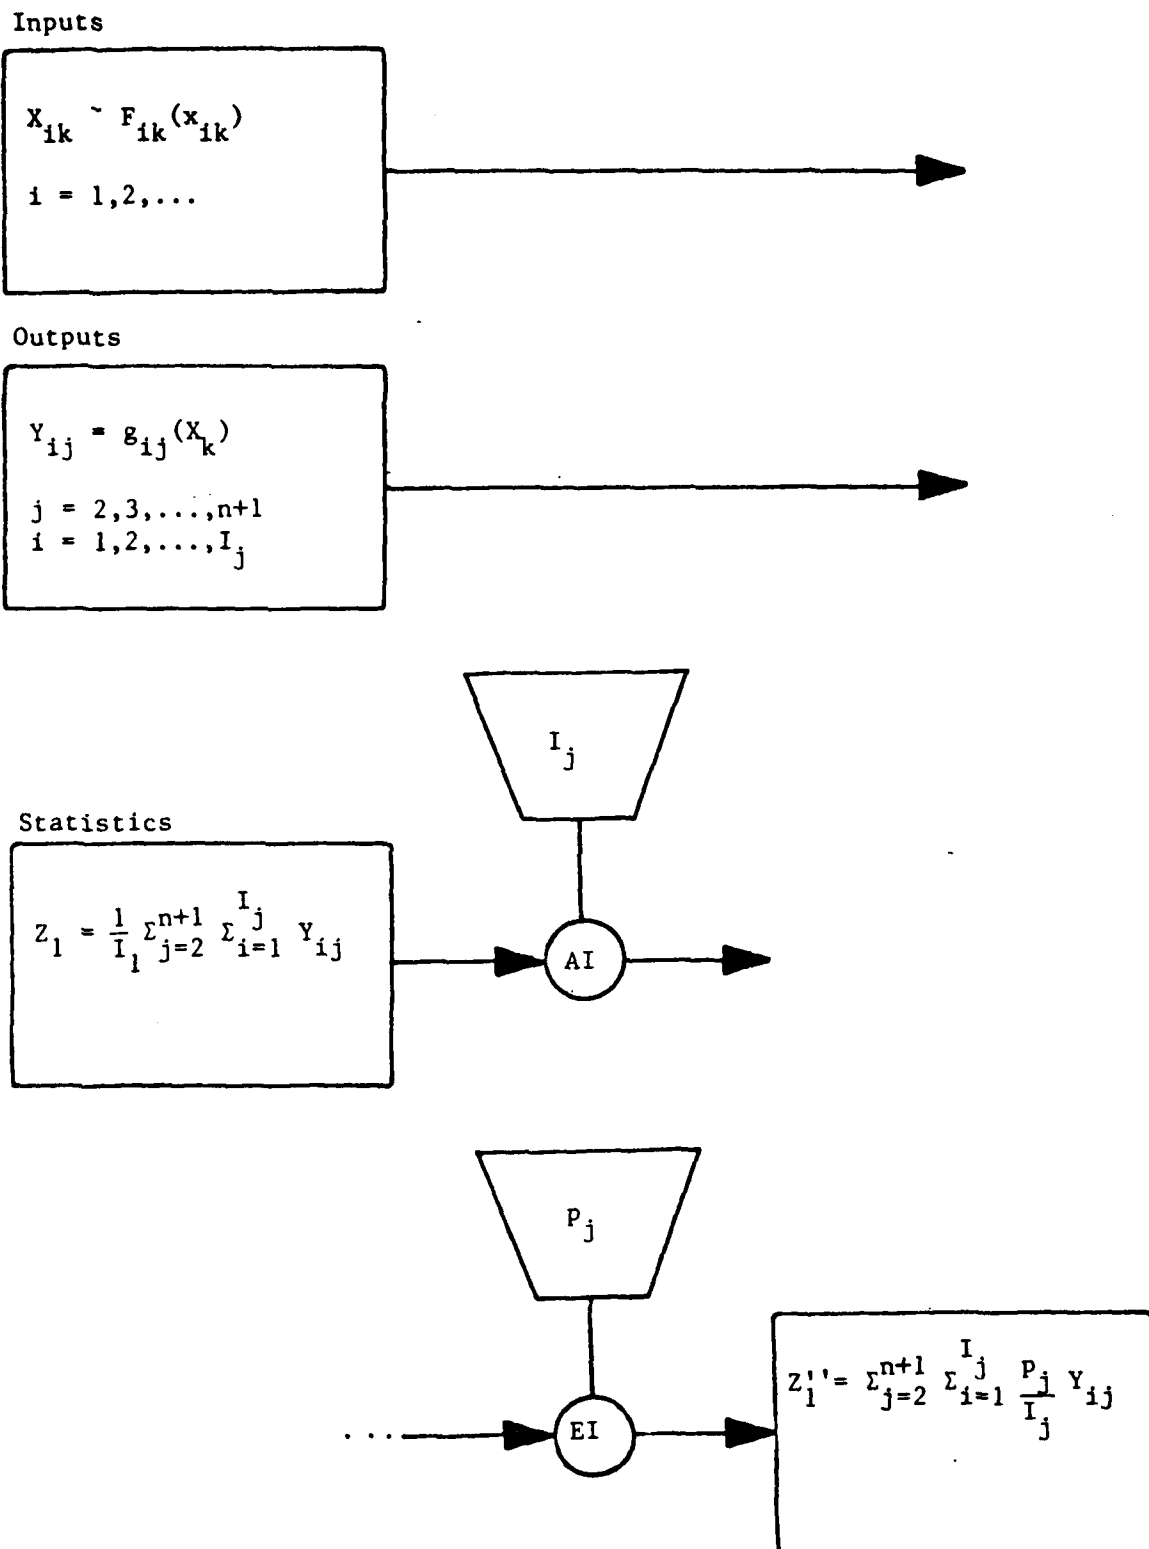 Inputs
X_ik ~ F_ik(x_ik)
i = 1,2,...
Outputs
Y_ij = g_ij(X_k)
j = 2,3,...,n+1
i = 1,2,...,I_j
I_j
Statistics
Z_1 = 1/I_1 Σ_{j=2}^{n+1} Σ_{i=1}^{I_j} Y_ij
AI
p_j
Z_1'' = Σ_{j=2}^{n+1} Σ_{i=1}^{I_j} p_j/I_j Y_ij
... EI